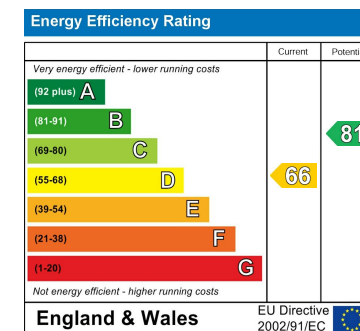 Energy Efficiency Rating
Current
Very energy efficient - lower running costs
(92 plus) A
(81-91) B
(69-80) C
(55-68) D
(39-54) E
(21-38) F
(1-20) G
66
81
Not energy efficient - higher running costs
England & Wales
EU Directive
2002/91/EC